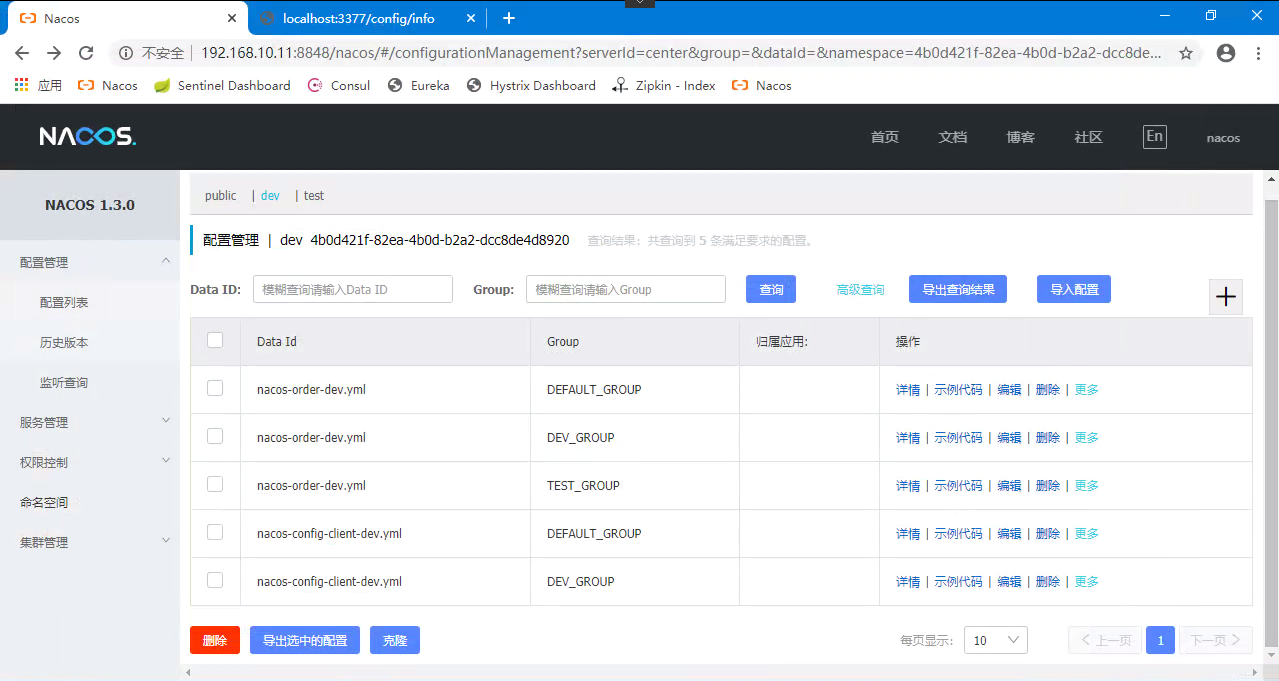 Nacos
localhost:3377/config/info
不安全 192.168.10.11:8848/nacos/#/configurationManagement?serverId=center&group=&dataId=&namespace=4b0d421f-82ea-4b0d-b2a2-dcc8de...
应用 Nacos Sentinel Dashboard Consul Eureka Hystrix Dashboard Zipkin - Index Nacos
NACOS. 首页 文档 博客 社区 En nacos
NACOS 1.3.0
配置管理
配置列表
历史版本
监听查询
服务管理
权限控制
命名空间
集群管理
public | dev | test
配置管理 | dev 4b0d421f-82ea-4b0d-b2a2-dcc8de4d8920 查询结果：共查询到 5 条满足要求的配置。
Data ID: 模糊查询请输入Data ID Group: 模糊查询请输入Group 查询 高级查询 导出查询结果 导入配置 +
Data Id Group 归属应用: 操作
nacos-order-dev.yml DEFAULT_GROUP 详情 | 示例代码 | 编辑 | 删除 | 更多
nacos-order-dev.yml DEV_GROUP 详情 | 示例代码 | 编辑 | 删除 | 更多
nacos-order-dev.yml TEST_GROUP 详情 | 示例代码 | 编辑 | 删除 | 更多
nacos-config-client-dev.yml DEFAULT_GROUP 详情 | 示例代码 | 编辑 | 删除 | 更多
nacos-config-client-dev.yml DEV_GROUP 详情 | 示例代码 | 编辑 | 删除 | 更多
删除 导出选中的配置 克隆 每页显示: 10 上一页 1 下一页